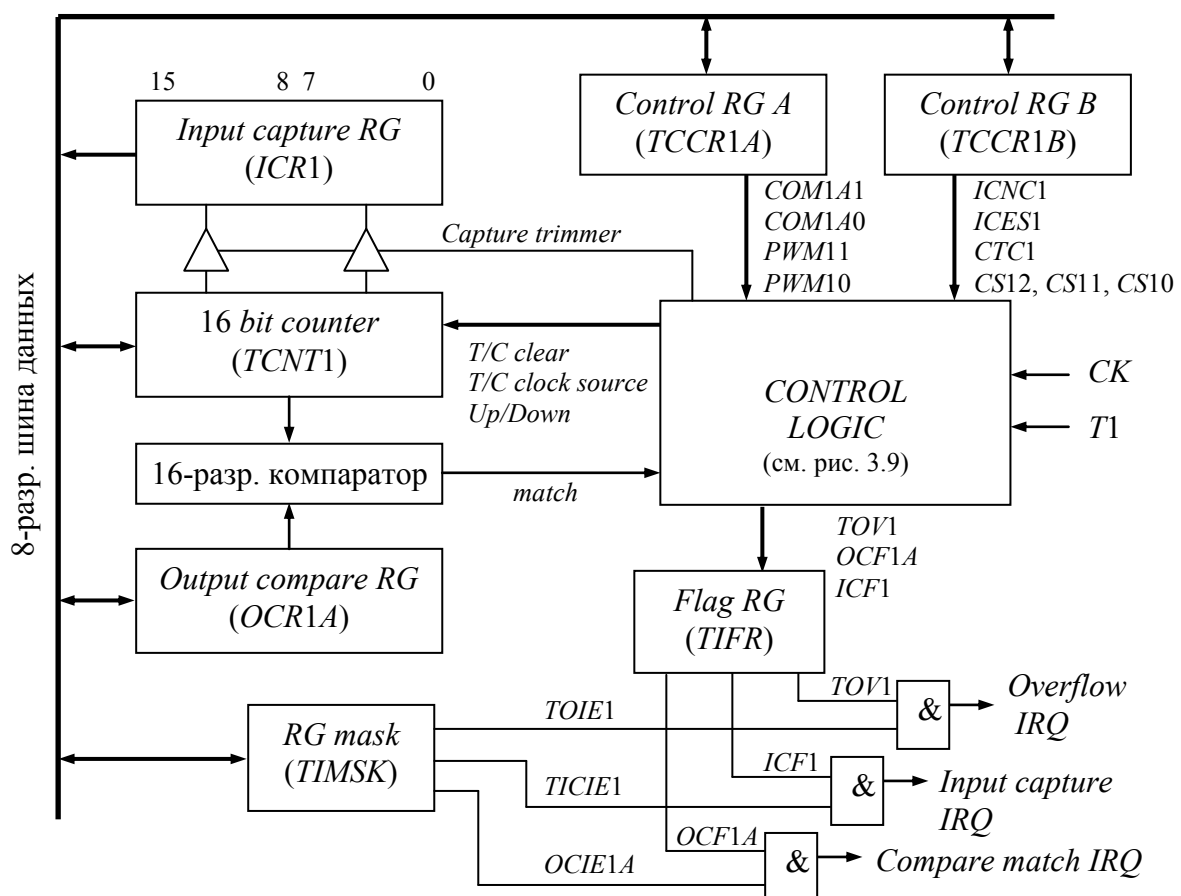 15 8 7 0
Input capture RG
(ICR1)
Control RG A
(TCCR1A)
Control RG B
(TCCR1B)
COM1A1
COM1A0
PWM11
PWM10
ICNC1
ICES1
CTC1
CS12, CS11, CS10
Capture trimmer
16 bit counter
(TCNT1)
T/C clear
T/C clock source
Up/Down
CONTROL
LOGIC
(см. рис. 3.9)
CK
T1
16-разр. компаратор
match
8-разр. шина данных
Output compare RG
(OCR1A)
TOV1
OCF1A
ICF1
Flag RG
(TIFR)
RG mask
(TIMSK)
TOIE1
TOV1
&
Overflow
IRQ
TICIE1
ICF1
&
Input capture
IRQ
OCIE1A
OCF1A
&
Compare match IRQ